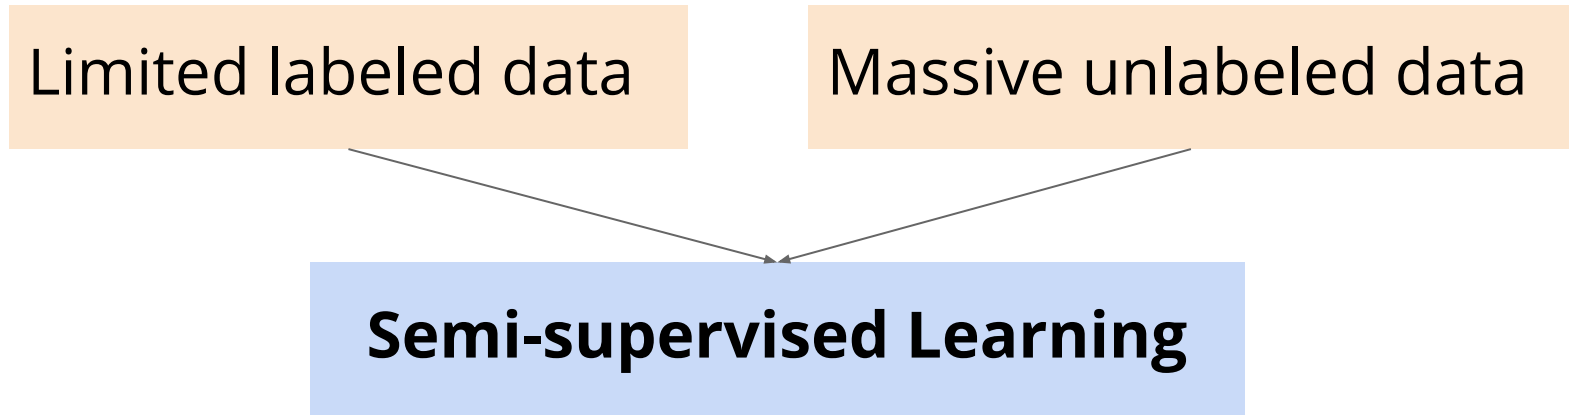 Limited labeled data
Massive unlabeled data
Semi-supervised Learning